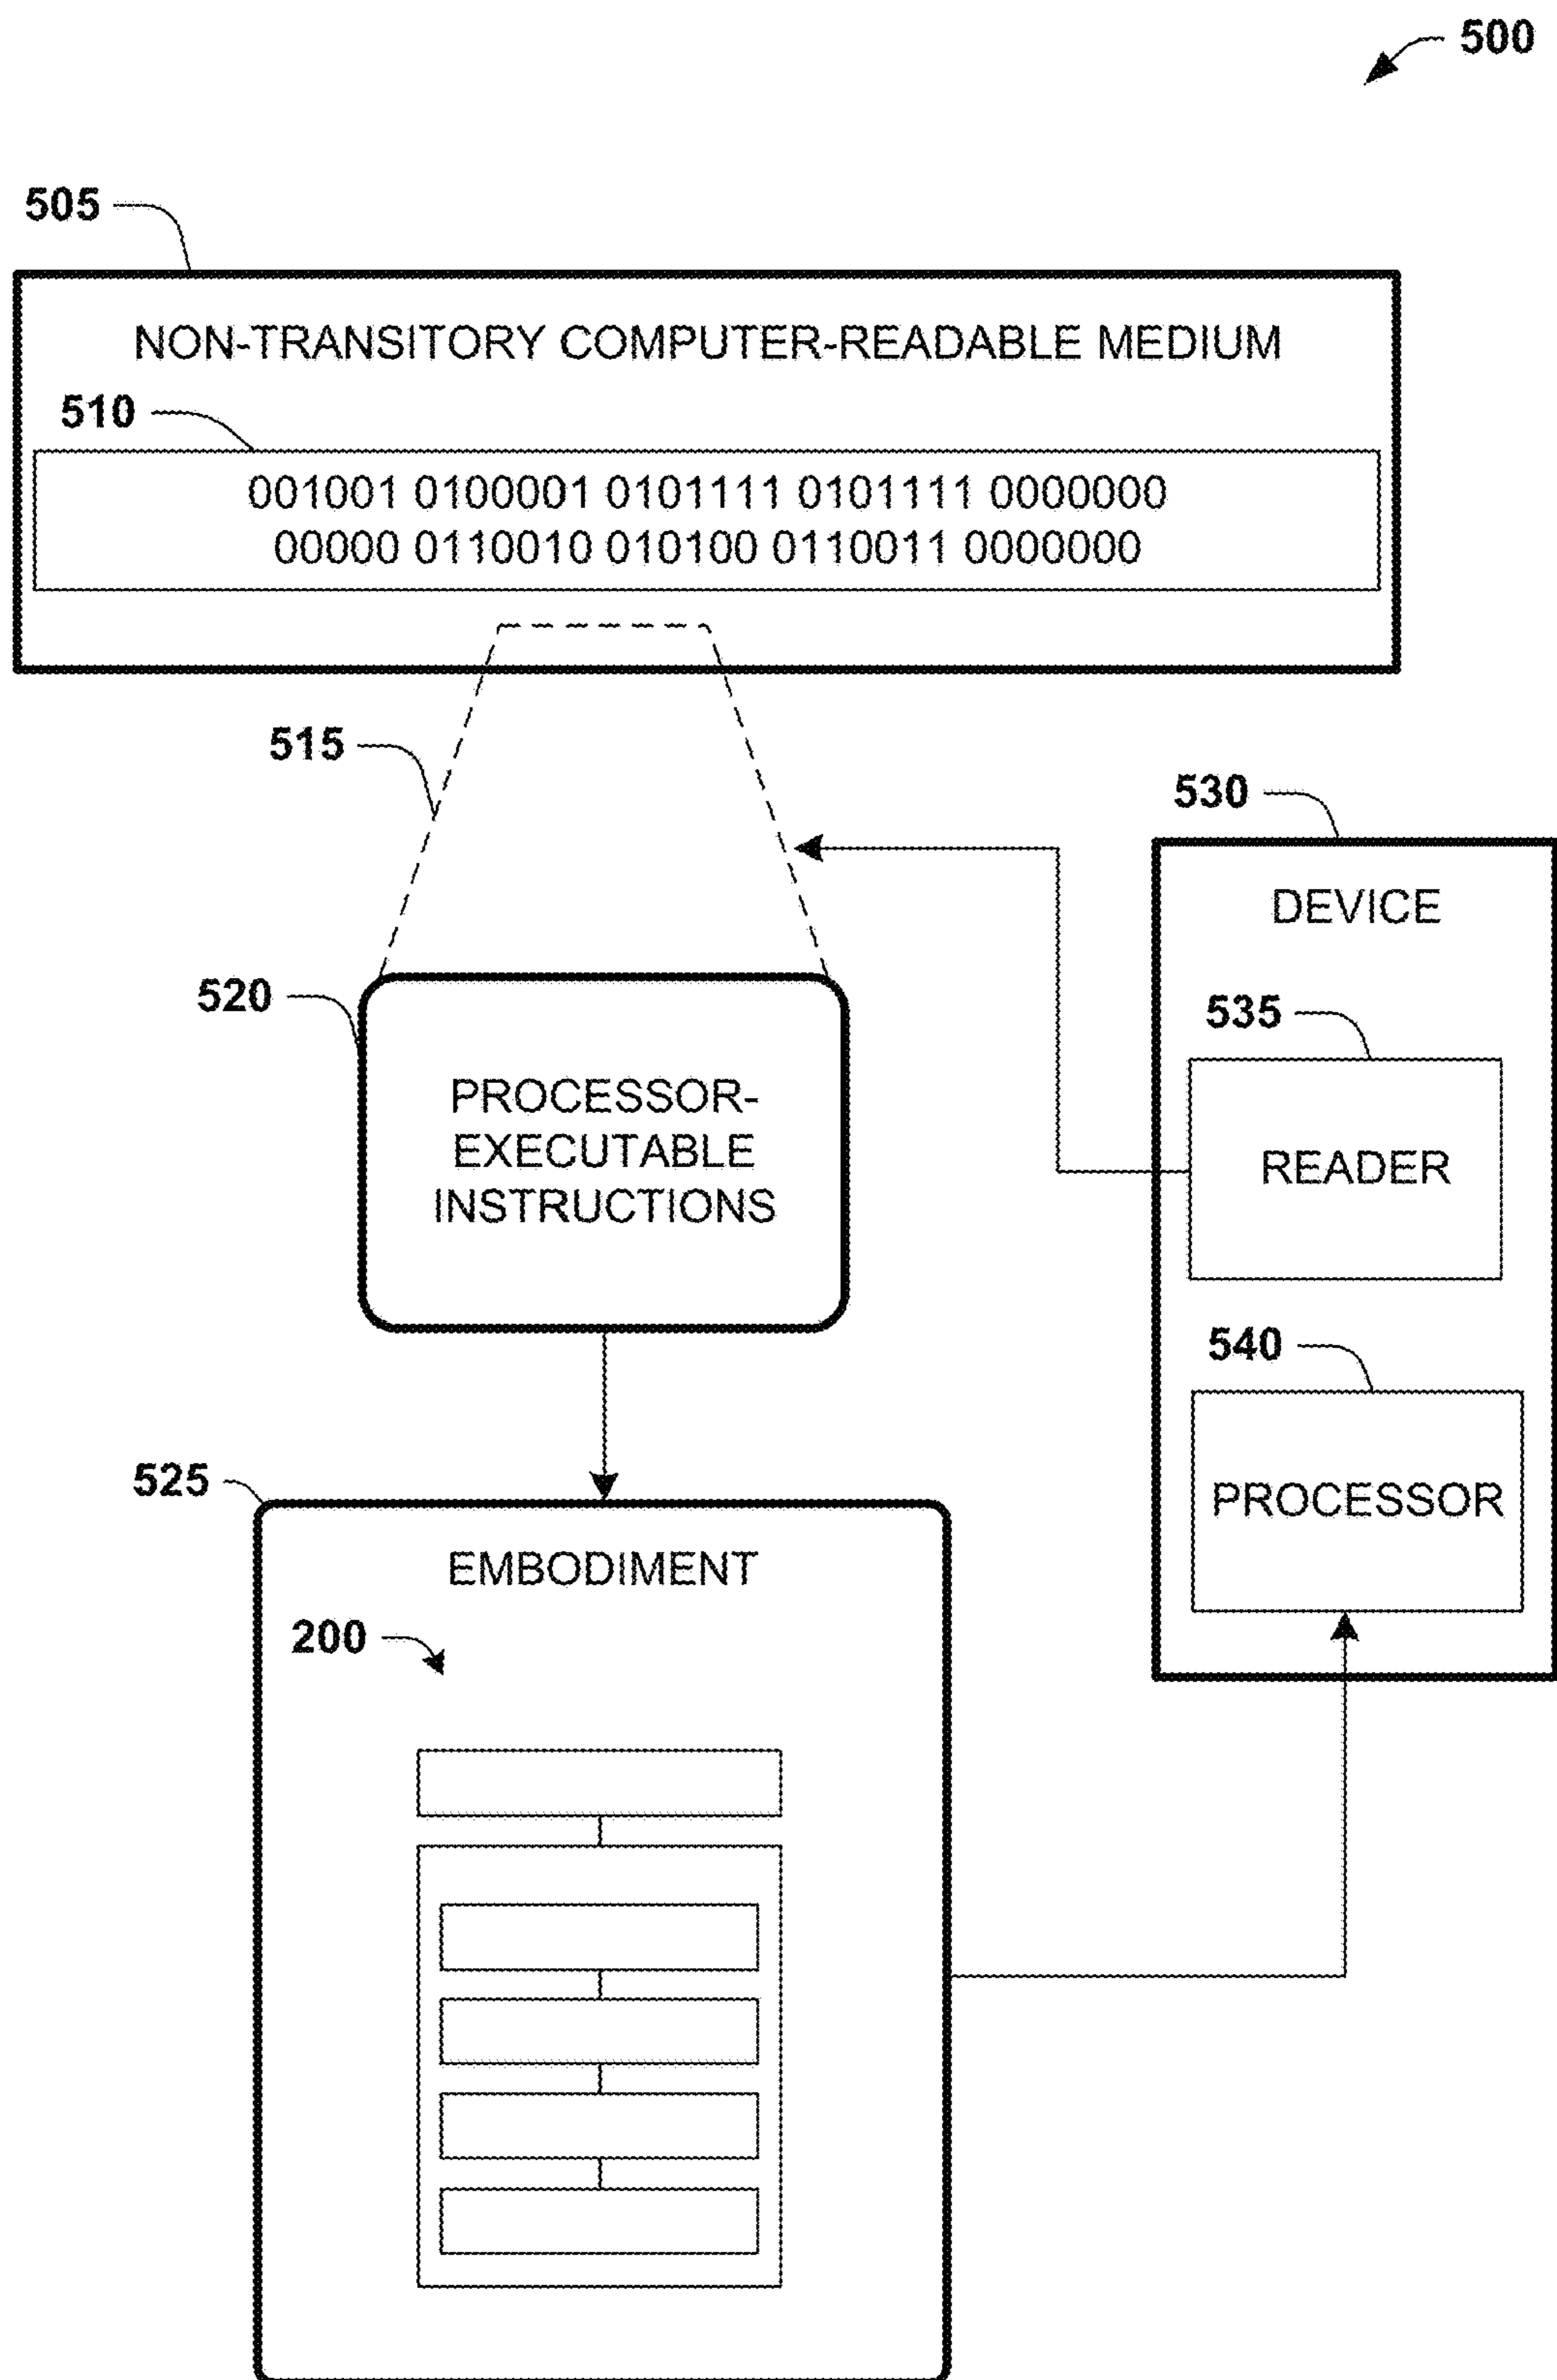 500
505
NON-TRANSITORY COMPUTER-READABLE MEDIUM
510
001001 0100001 0101111 0101111 0000000
00000 0110010 010100 0110011 0000000
515
530
DEVICE
520
535
PROCESSOR-
EXECUTABLE
INSTRUCTIONS
READER
540
525
PROCESSOR
EMBODIMENT
200